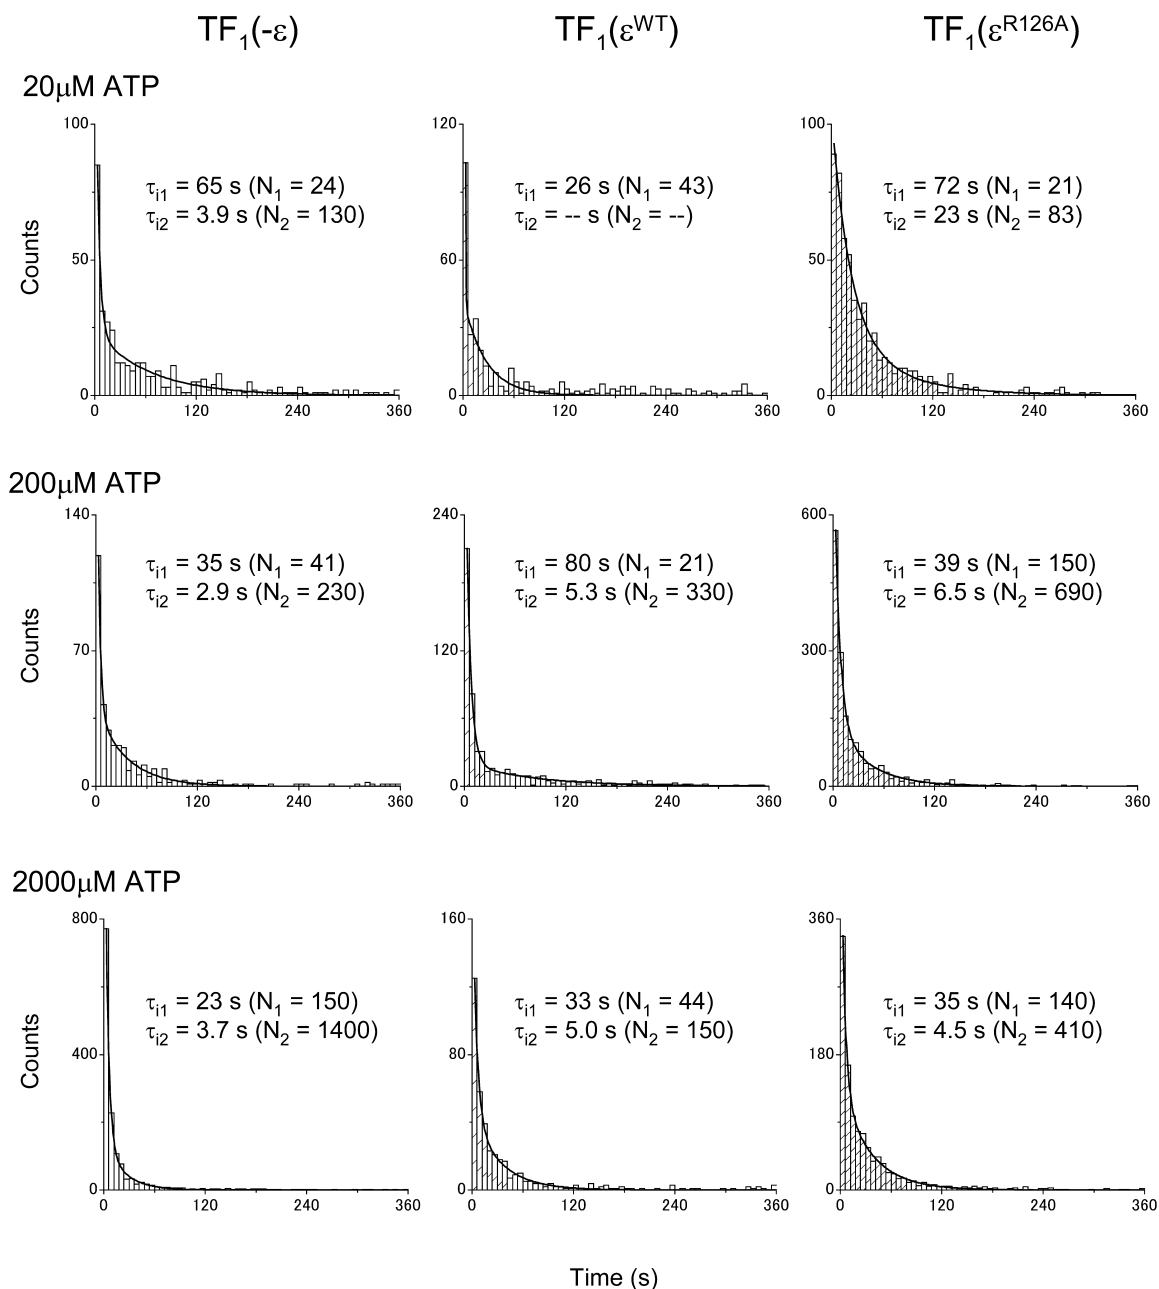 TF₁(-ε) TF₁(εᵂᵀ) TF₁(εᴿ¹²⁶ᴬ)
20μM ATP
100 120 100
τi1 = 65 s (N₁ = 24) τi1 = 26 s (N₁ = 43) τi1 = 72 s (N₁ = 21)
τi2 = 3.9 s (N₂ = 130) τi2 = -- s (N₂ = --) τi2 = 23 s (N₂ = 83)
Counts
50 60 50
0 0 0
0 120 240 360 0 120 240 360 0 120 240 360
200μM ATP
140 240 600
τi1 = 35 s (N₁ = 41) τi1 = 80 s (N₁ = 21) τi1 = 39 s (N₁ = 150)
τi2 = 2.9 s (N₂ = 230) τi2 = 5.3 s (N₂ = 330) τi2 = 6.5 s (N₂ = 690)
Counts
70 120 300
0 0 0
0 120 240 360 0 120 240 360 0 120 240 360
2000μM ATP
800 160 360
τi1 = 23 s (N₁ = 150) τi1 = 33 s (N₁ = 44) τi1 = 35 s (N₁ = 140)
τi2 = 3.7 s (N₂ = 1400) τi2 = 5.0 s (N₂ = 150) τi2 = 4.5 s (N₂ = 410)
Counts
400 80 180
0 0 0
0 120 240 360 0 120 240 360 0 120 240 360
Time (s)